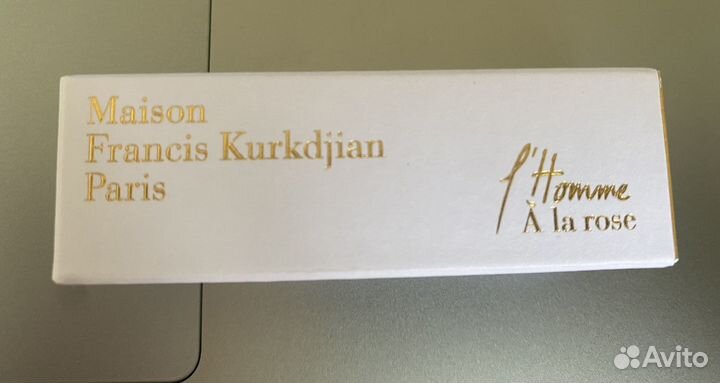 Maison
Francis Kurkdjian
Paris
l'Homme
À la rose
Avito